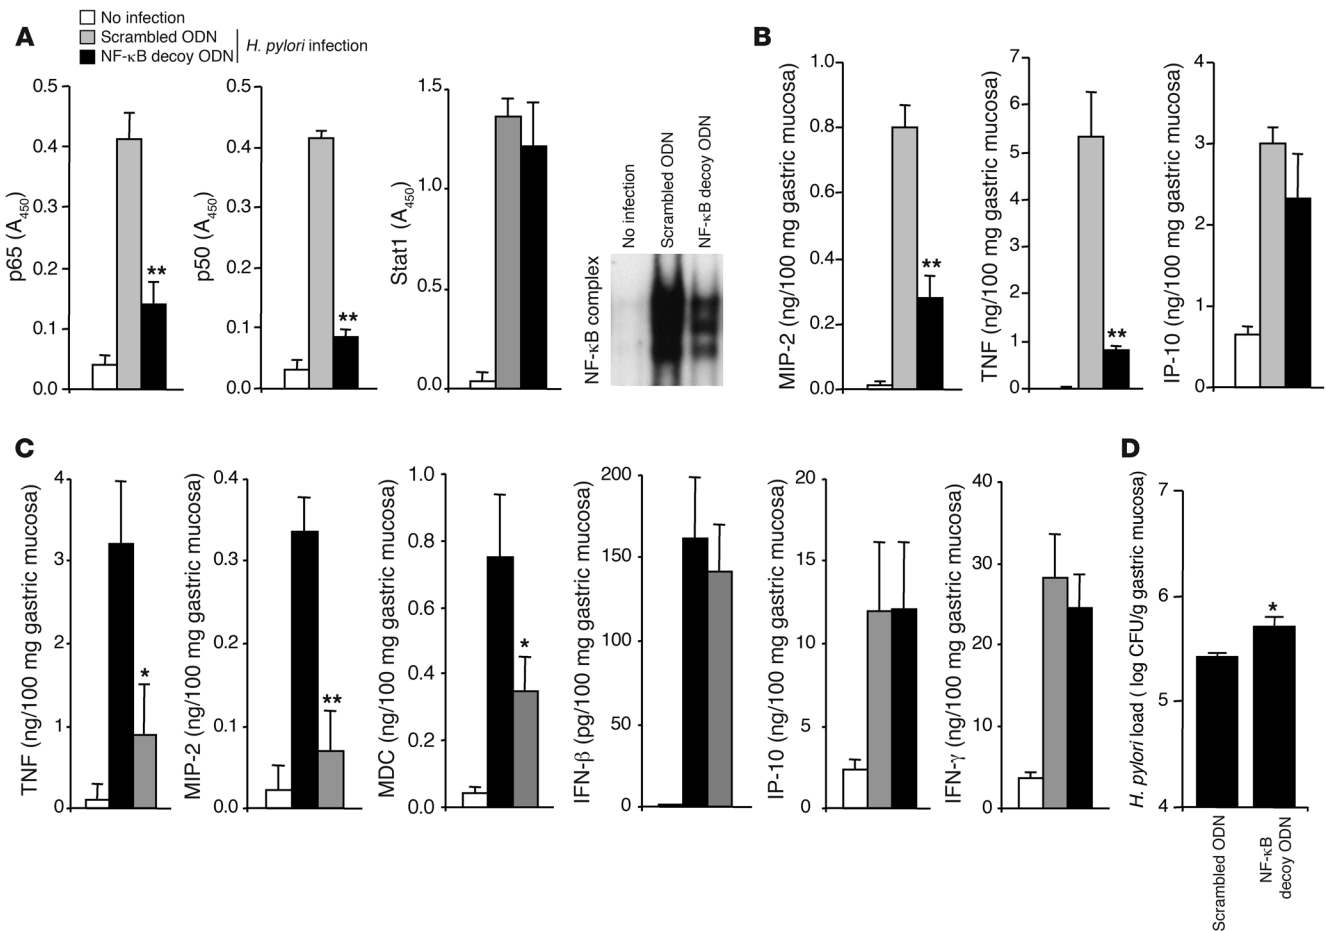 A
No infection
Scrambled ODN
NF-κB decoy ODN
H. pylori infection
p65 (A450)
0.5
0.4
0.3
0.2
0.1
0.0
**
p50 (A450)
0.5
0.4
0.3
0.2
0.1
0.0
**
Stat1 (A450)
1.5
1.0
0.5
0.0
NF-κB complex
No infection
Scrambled ODN
NF-κB decoy ODN
B
MIP-2 (ng/100 mg gastric mucosa)
1.0
0.8
0.6
0.4
0.2
0.0
**
TNF (ng/100 mg gastric mucosa)
7
6
5
4
3
2
1
0
**
IP-10 (ng/100 mg gastric mucosa)
4
3
2
1
0
C
TNF (ng/100 mg gastric mucosa)
4
3
2
1
0
*
MIP-2 (ng/100 mg gastric mucosa)
0.4
0.3
0.2
0.1
0.0
**
MDC (ng/100 mg gastric mucosa)
1.0
0.8
0.6
0.4
0.2
0.0
*
IFN-β (pg/100 mg gastric mucosa)
200
150
100
50
0
IP-10 (ng/100 mg gastric mucosa)
20
15
10
5
0
IFN-γ (ng/100 mg gastric mucosa)
40
30
20
10
0
D
H. pylori load ( log CFU/g gastric mucosa)
7
6
5
4
*
Scrambled ODN
NF-κB
decoy ODN